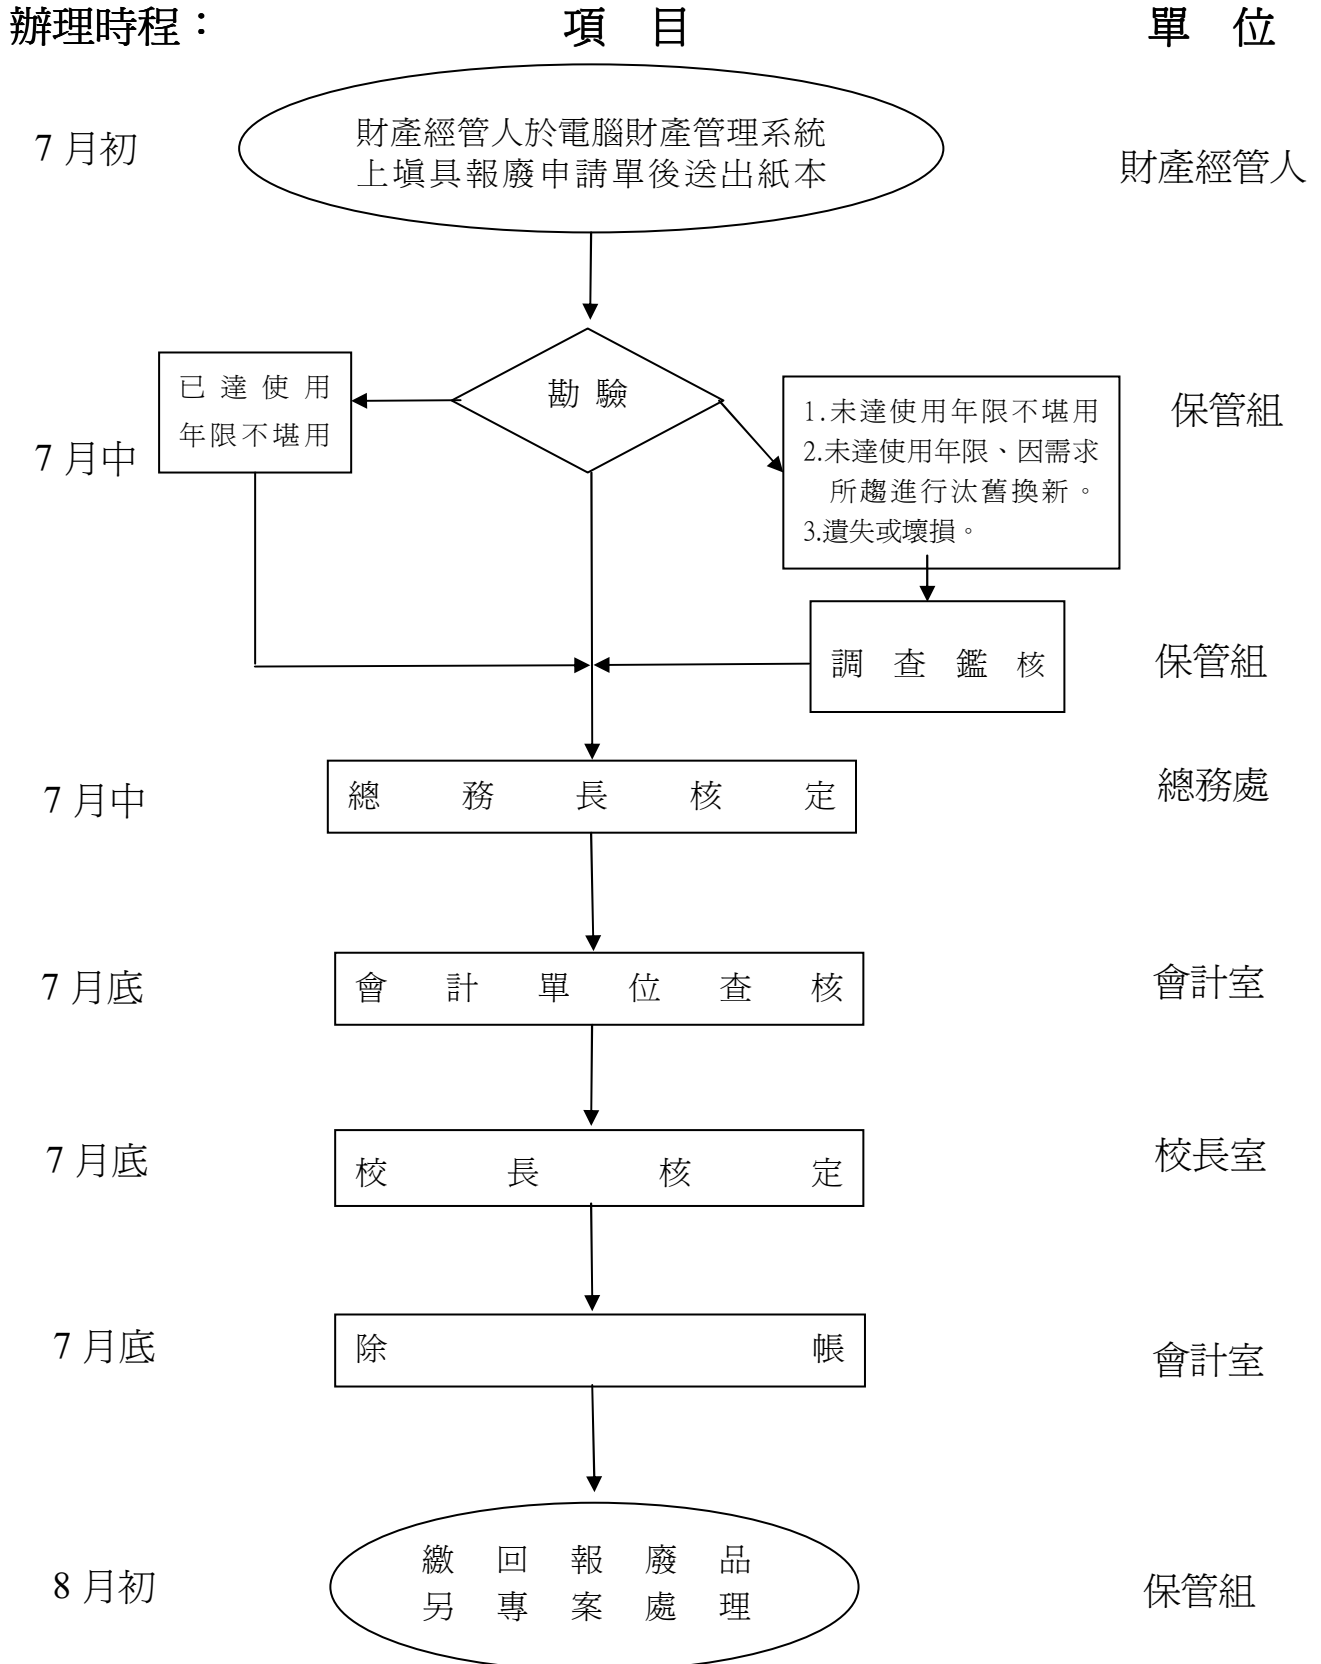 辦理時程： 項 目 單 位
7 月初
財產經管人於電腦財產管理系統
上填具報廢申請單後送出紙本
財產經管人
勘驗
已達使用
年限不堪用
7 月中
1.未達使用年限不堪用
2.未達使用年限、因需求
所趨進行汰舊換新。
3.遺失或壞損。
保管組
調查鑑核
保管組
7 月中
總務長核定
總務處
7 月底
會計單位查核
會計室
7 月底
校長核定
校長室
7 月底
除帳
會計室
8 月初
繳回報廢品
另專案處理
保管組